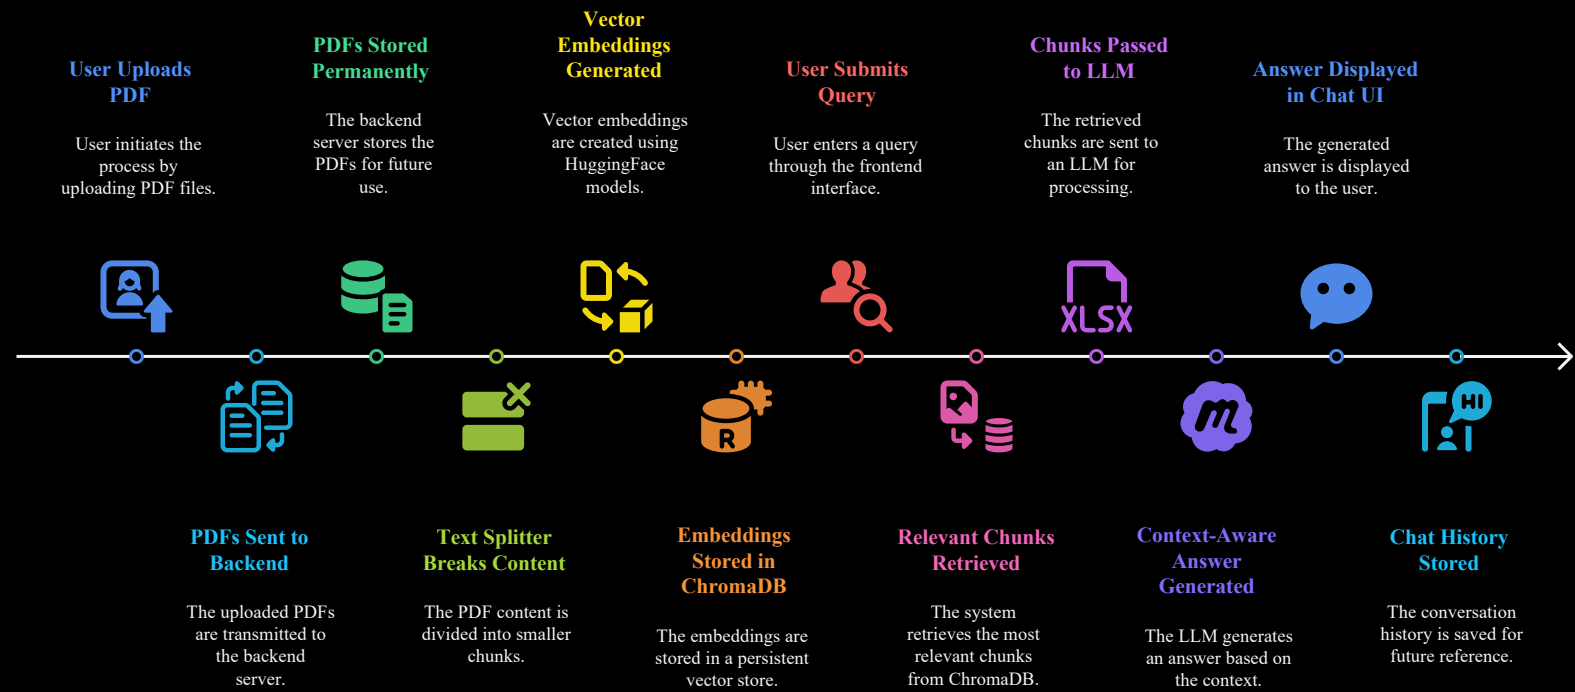 User Uploads
PDF
User initiates the
process by
uploading PDF files.
PDFs Sent to
Backend
The uploaded PDFs
are transmitted to
the backend
server.
PDFs Stored
Permanently
The backend
server stores the
PDFs for future
use.
Text Splitter
Breaks Content
The PDF content is
divided into smaller
chunks.
Vector
Embeddings
Generated
Vector embeddings
are created using
HuggingFace
models.
R
Embeddings
Stored in
ChromaDB
The embeddings are
stored in a persistent
vector store.
User Submits
Query
User enters a query
through the frontend
interface.
Relevant Chunks
Retrieved
The system
retrieves the most
relevant chunks
from ChromaDB.
Chunks Passed
to LLM
The retrieved
chunks are sent to
an LLM for
processing.
XLSX
m
Context-Aware
Answer
Generated
The LLM generates
an answer based on
the context.
Answer Displayed
in Chat UI
The generated
answer is displayed
to the user.
HI
Chat History
Stored
The conversation
history is saved for
future reference.